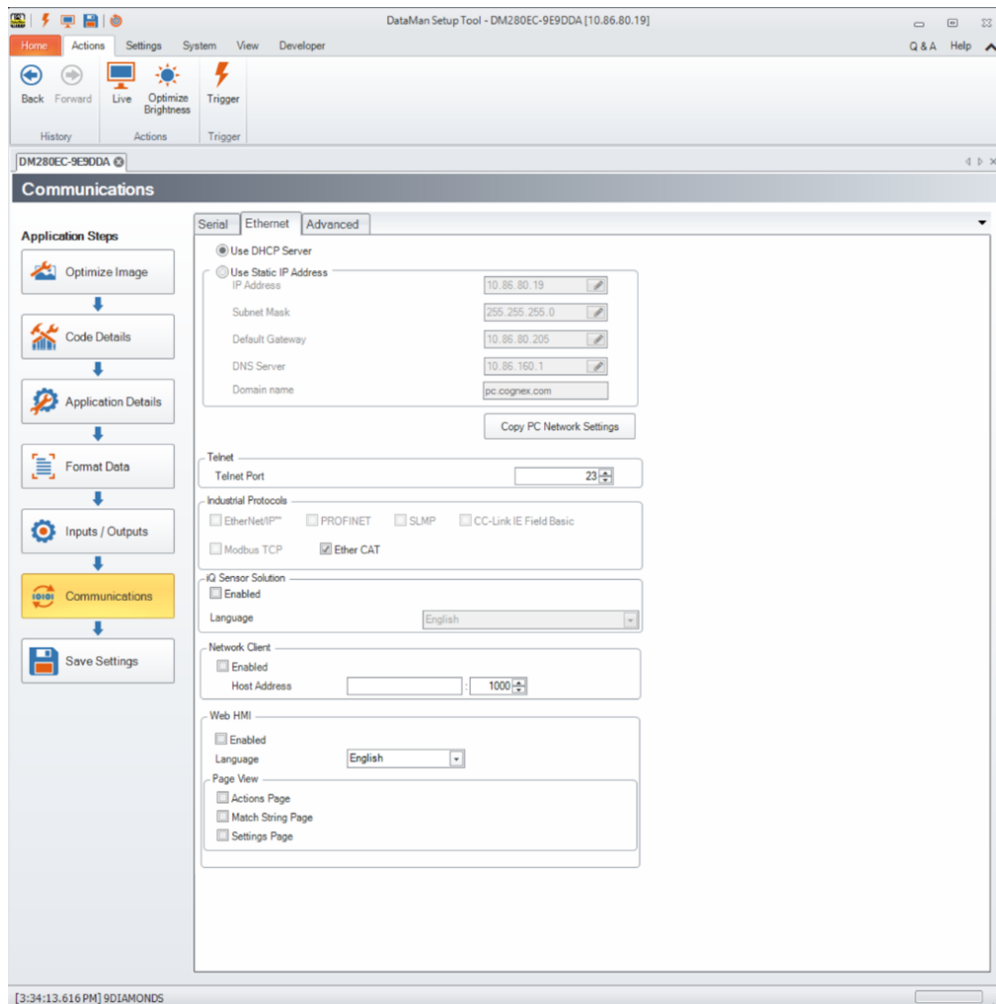 DataMan Setup Tool - DM280EC-9E9DDA [10.86.80.19]
Home Actions Settings System View Developer Q & A Help
Back Forward Live Optimize Brightness Trigger
History Actions Trigger
DM280EC-9E9DDA
Communications
Application Steps
Optimize Image
Code Details
Application Details
Format Data
Inputs / Outputs
Communications
Save Settings
Serial Ethernet Advanced
Use DHCP Server
Use Static IP Address
IP Address 10.86.80.19
Subnet Mask 255.255.255.0
Default Gateway 10.86.80.205
DNS Server 10.86.160.1
Domain name pc.cognex.com
Copy PC Network Settings
Telnet
Telnet Port 23
Industrial Protocols
EtherNet/IP™ PROFINET SLMP CC-Link IE Field Basic
Modbus TCP Ether CAT
iQ Sensor Solution
Enabled
Language English
Network Client
Enabled
Host Address : 1000
Web HMI
Enabled
Language English
Page View
Actions Page
Match String Page
Settings Page
[3:34:13.616 PM] 9DIAMONDS